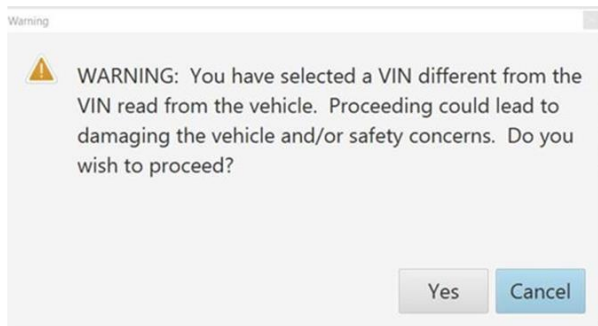 Warning
WARNING: You have selected a VIN different from the
VIN read from the vehicle. Proceeding could lead to
damaging the vehicle and/or safety concerns. Do you
wish to proceed?
Yes Cancel